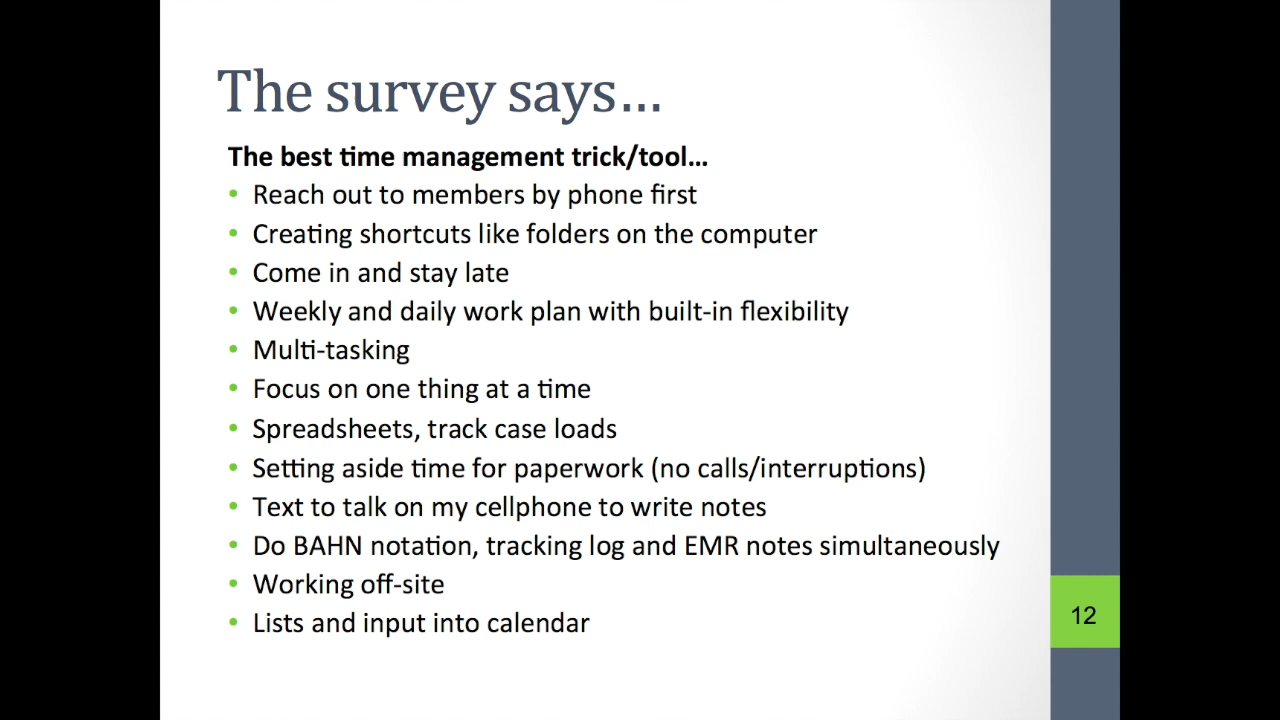 The survey says…
The best time management trick/tool…
• Reach out to members by phone first
• Creating shortcuts like folders on the computer
• Come in and stay late
• Weekly and daily work plan with built-in flexibility
• Multi-tasking
• Focus on one thing at a time
• Spreadsheets, track case loads
• Setting aside time for paperwork (no calls/interruptions)
• Text to talk on my cellphone to write notes
• Do BAHN notation, tracking log and EMR notes simultaneously
• Working off-site
• Lists and input into calendar
12